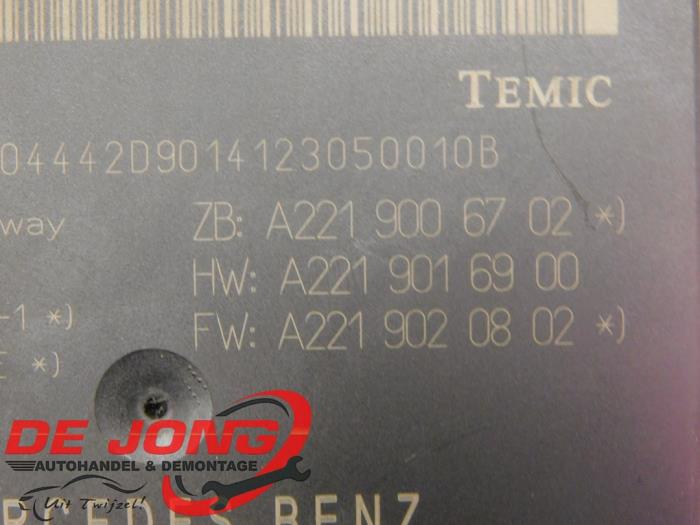 TEMIC
04442D9014123050010B
way ZB: A221 900 67 02 *)
HW: A221 901 69 00
-1 *) FW: A221 902 08 02 *)
E *)
DE JONG
AUTOHANDEL & DEMONTAGE
Uit Twijzel!
RCEDES BENZ